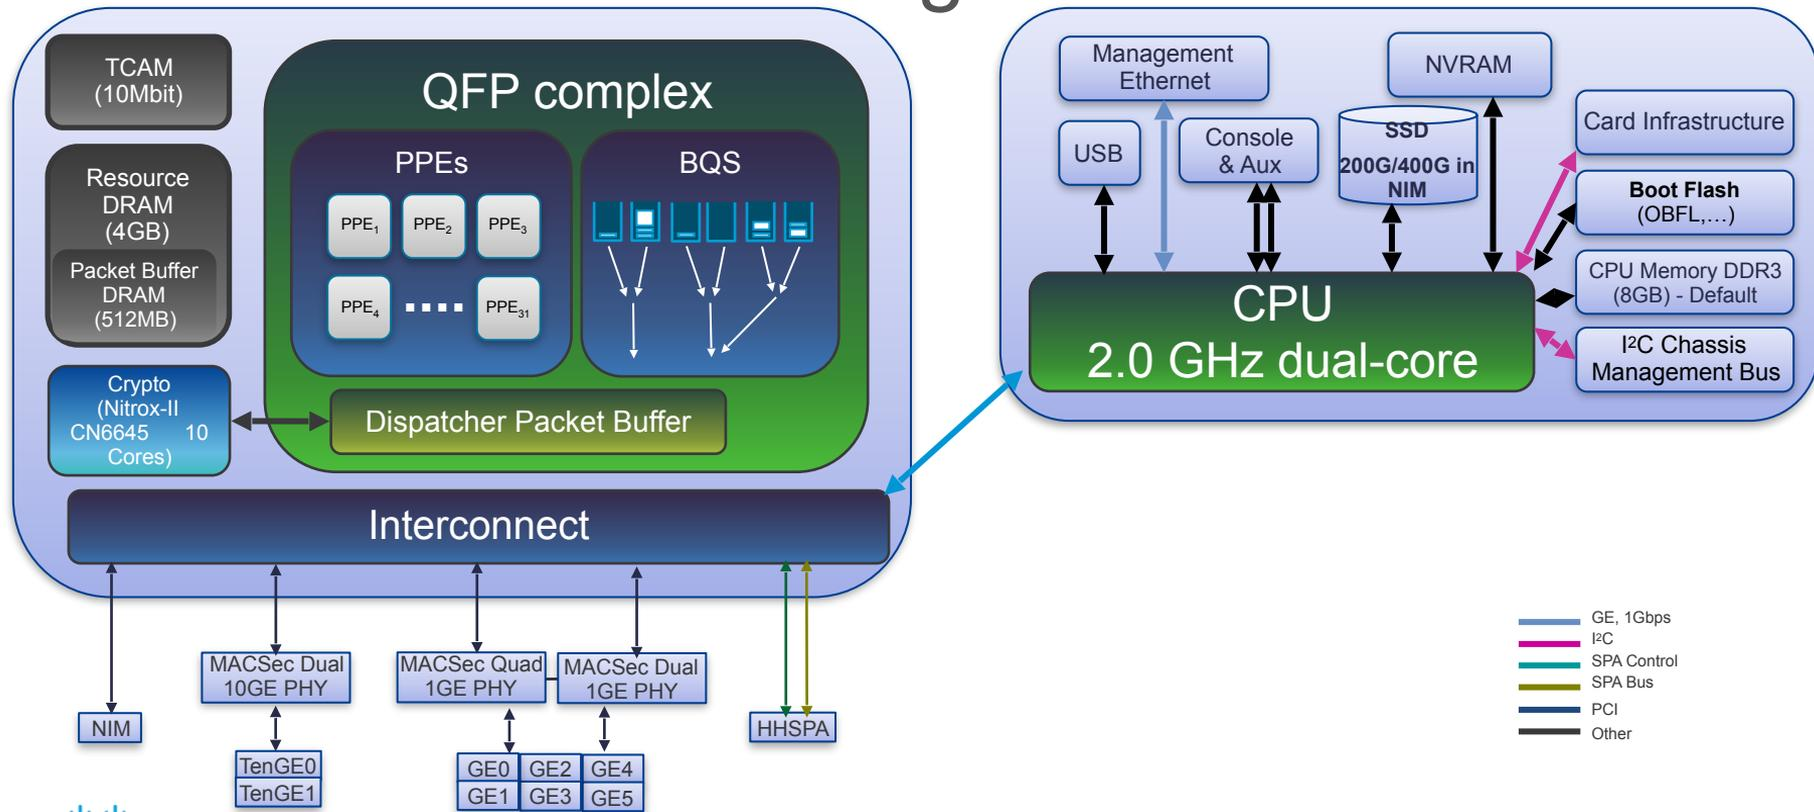 TCAM
(10Mbit)
Resource
DRAM
(4GB)
Packet Buffer
DRAM
(512MB)
Crypto
(Nitrox-II
CN6645 10
Cores)
QFP complex
PPEs
PPE1 PPE2 PPE3
PPE4 .... PPE31
BQS
Dispatcher Packet Buffer
Interconnect
NIM
MACSec Dual
10GE PHY
TenGE0
TenGE1
MACSec Quad
1GE PHY
MACSec Dual
1GE PHY
GE0 GE2 GE4
GE1 GE3 GE5
HHSPA
Management
Ethernet
NVRAM
USB
Console
& Aux
SSD
200G/400G in
NIM
Card Infrastructure
Boot Flash
(OBFL,...)
CPU Memory DDR3
(8GB) - Default
I²C Chassis
Management Bus
CPU
2.0 GHz dual-core
GE, 1Gbps
I²C
SPA Control
SPA Bus
PCI
Other